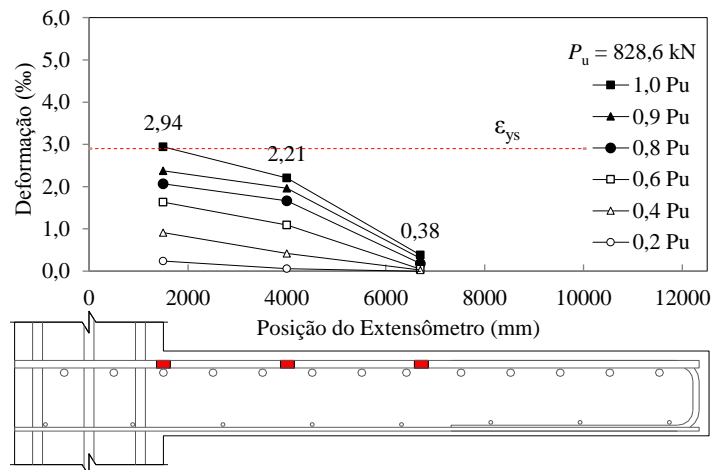 6,0
5,0
4,0
3,0
2,0
1,0
0,0
Deformação (‰)
2,94
2,21
0,38
εys
Pu = 828,6 kN
1,0 Pu
0,9 Pu
0,8 Pu
0,6 Pu
0,4 Pu
0,2 Pu
0 2000 4000 6000 8000 10000 12000
Posição do Extensômetro (mm)